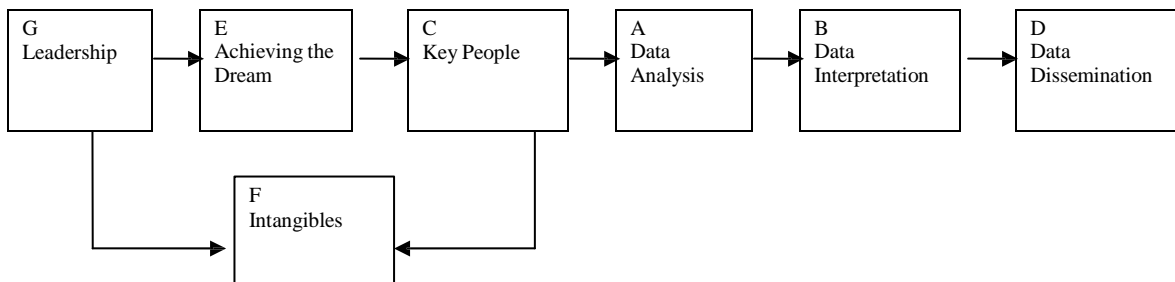 G
Leadership
E
Achieving the
Dream
C
Key People
A
Data
Analysis
B
Data
Interpretation
D
Data
Dissemination
F
Intangibles